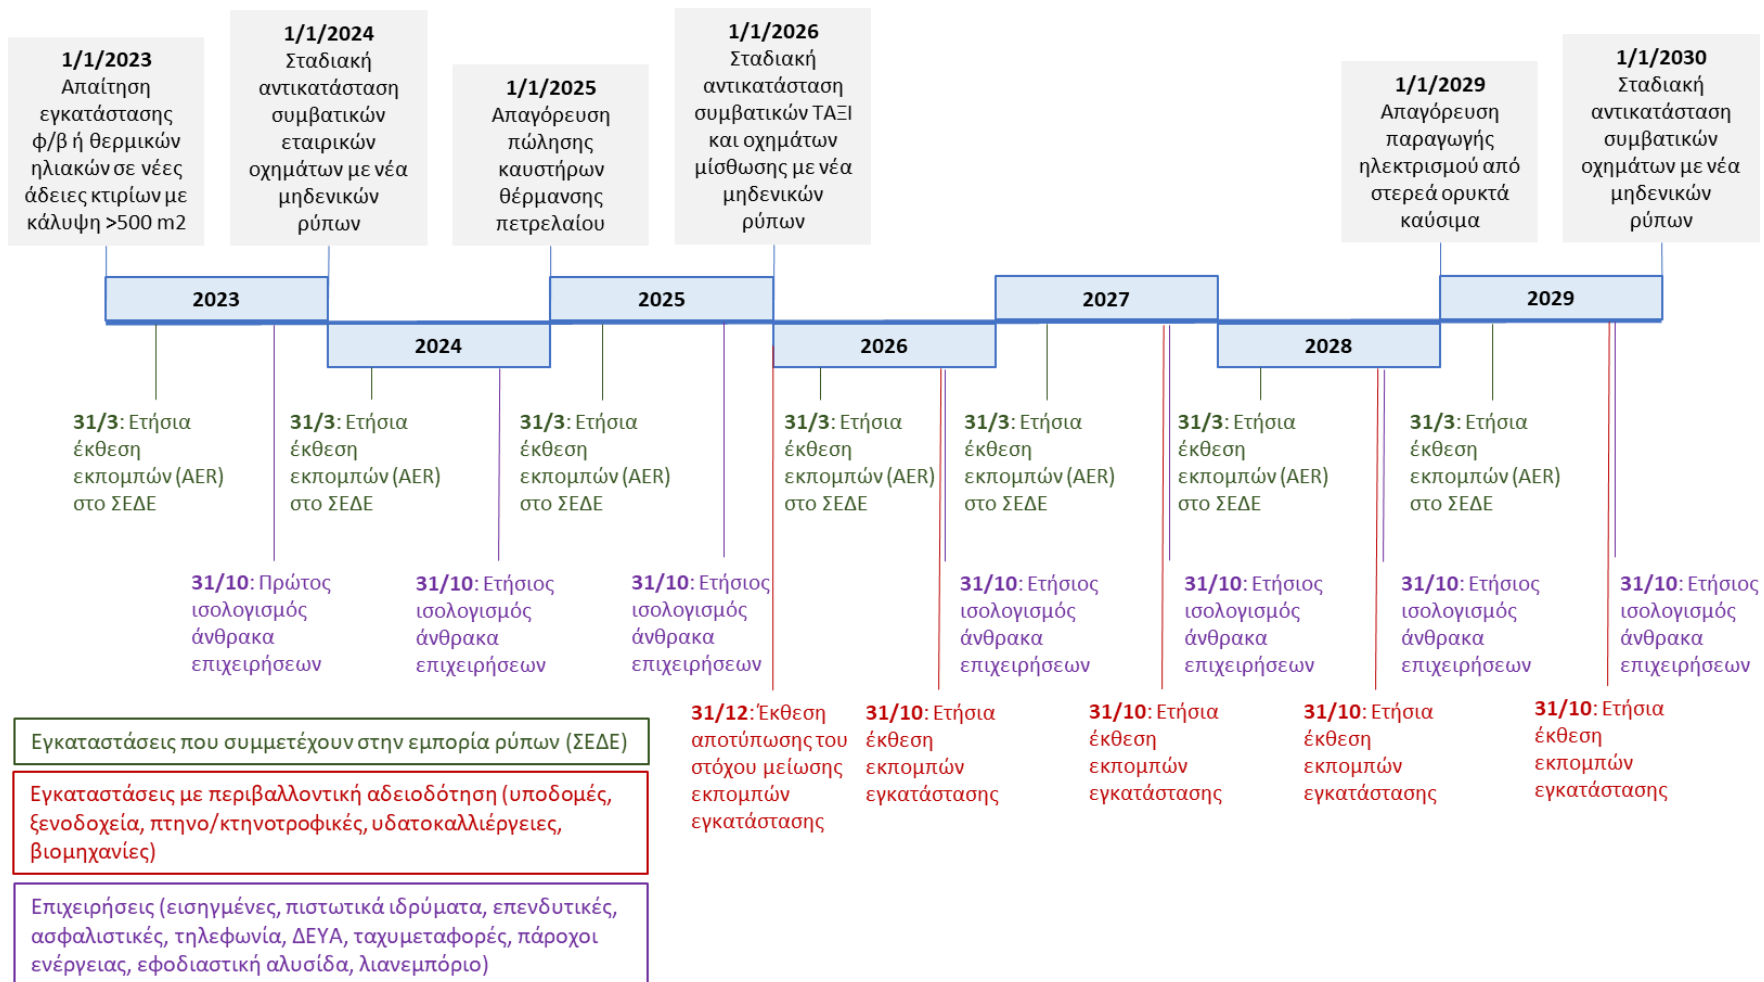 1/1/2023
Απαίτηση
εγκατάστασης
φ/β ή θερμικών
ηλιακών σε νέες
άδειες κτιρίων με
κάλυψη >500 m2
1/1/2024
Σταδιακή
αντικατάσταση
συμβατικών
εταιρικών
οχημάτων με νέα
μηδενικών
ρύπων
1/1/2025
Απαγόρευση
πώλησης
καυστήρων
θέρμανσης
πετρελαίου
1/1/2026
Σταδιακή
αντικατάσταση
συμβατικών ΤΑΞΙ
και οχημάτων
μίσθωσης με νέα
μηδενικών
ρύπων
1/1/2029
Απαγόρευση
παραγωγής
ηλεκτρισμού από
στερεά ορυκτά
καύσιμα
1/1/2030
Σταδιακή
αντικατάσταση
συμβατικών
οχημάτων με νέα
μηδενικών
ρύπων
2023
2024
2025
2026
2027
2028
2029
31/3: Ετήσια
έκθεση
εκπομπών (AER)
στο ΣΕΔΕ
31/3: Ετήσια
έκθεση
εκπομπών (AER)
στο ΣΕΔΕ
31/3: Ετήσια
έκθεση
εκπομπών (AER)
στο ΣΕΔΕ
31/3: Ετήσια
έκθεση
εκπομπών (AER)
στο ΣΕΔΕ
31/3: Ετήσια
έκθεση
εκπομπών (AER)
στο ΣΕΔΕ
31/3: Ετήσια
έκθεση
εκπομπών (AER)
στο ΣΕΔΕ
31/3: Ετήσια
έκθεση
εκπομπών (AER)
στο ΣΕΔΕ
31/10: Πρώτος
ισολογισμός
άνθρακα
επιχειρήσεων
31/10: Ετήσιος
ισολογισμός
άνθρακα
επιχειρήσεων
31/10: Ετήσιος
ισολογισμός
άνθρακα
επιχειρήσεων
31/10: Ετήσιος
ισολογισμός
άνθρακα
επιχειρήσεων
31/10: Ετήσιος
ισολογισμός
άνθρακα
επιχειρήσεων
31/10: Ετήσιος
ισολογισμός
άνθρακα
επιχειρήσεων
31/10: Ετήσιος
ισολογισμός
άνθρακα
επιχειρήσεων
31/12: Έκθεση
αποτύπωσης του
στόχου μείωσης
εκπομπών
εγκατάστασης
31/10: Ετήσια
έκθεση
εκπομπών
εγκατάστασης
31/10: Ετήσια
έκθεση
εκπομπών
εγκατάστασης
31/10: Ετήσια
έκθεση
εκπομπών
εγκατάστασης
31/10: Ετήσια
έκθεση
εκπομπών
εγκατάστασης
Εγκαταστάσεις που συμμετέχουν στην εμπορία ρύπων (ΣΕΔΕ)
Εγκαταστάσεις με περιβαλλοντική αδειοδότηση (υποδομές,
ξενοδοχεία, πτηνο/κτηνοτροφικές, υδατοκαλλιέργειες,
βιομηχανίες)
Επιχειρήσεις (εισηγμένες, πιστωτικά ιδρύματα, επενδυτικές,
ασφαλιστικές, τηλεφωνία, ΔΕΥΑ, ταχυμεταφορές, πάροχοι
ενέργειας, εφοδιαστική αλυσίδα, λιανεμπόριο)